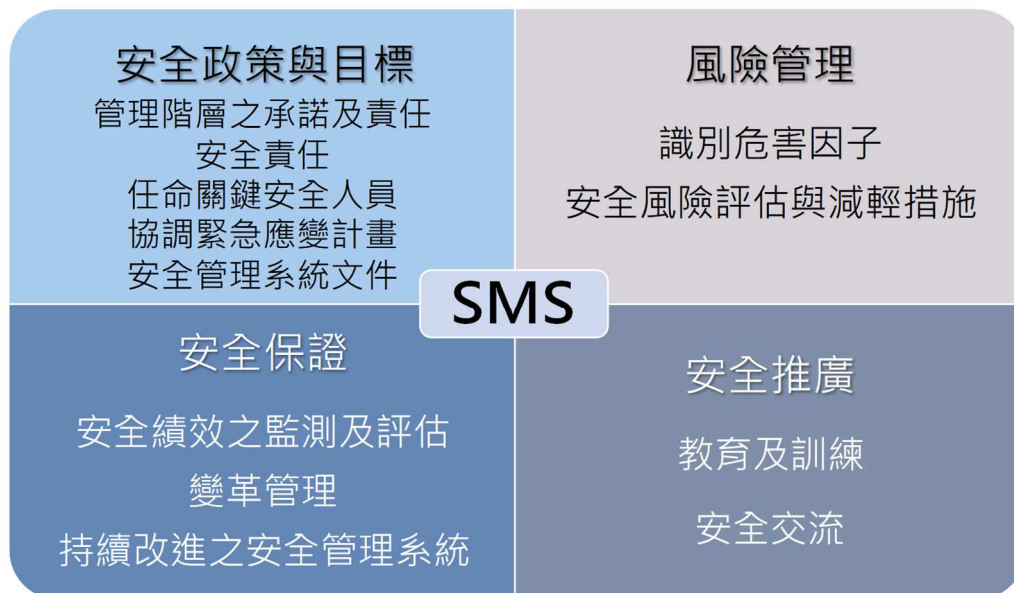 安全政策與目標
管理階層之承諾及責任
安全責任
任命關鍵安全人員
協調緊急應變計畫
安全管理系統文件
風險管理
識別危害因子
安全風險評估與減輕措施
SMS
安全保證
安全績效之監測及評估
變革管理
持續改進之安全管理系統
安全推廣
教育及訓練
安全交流